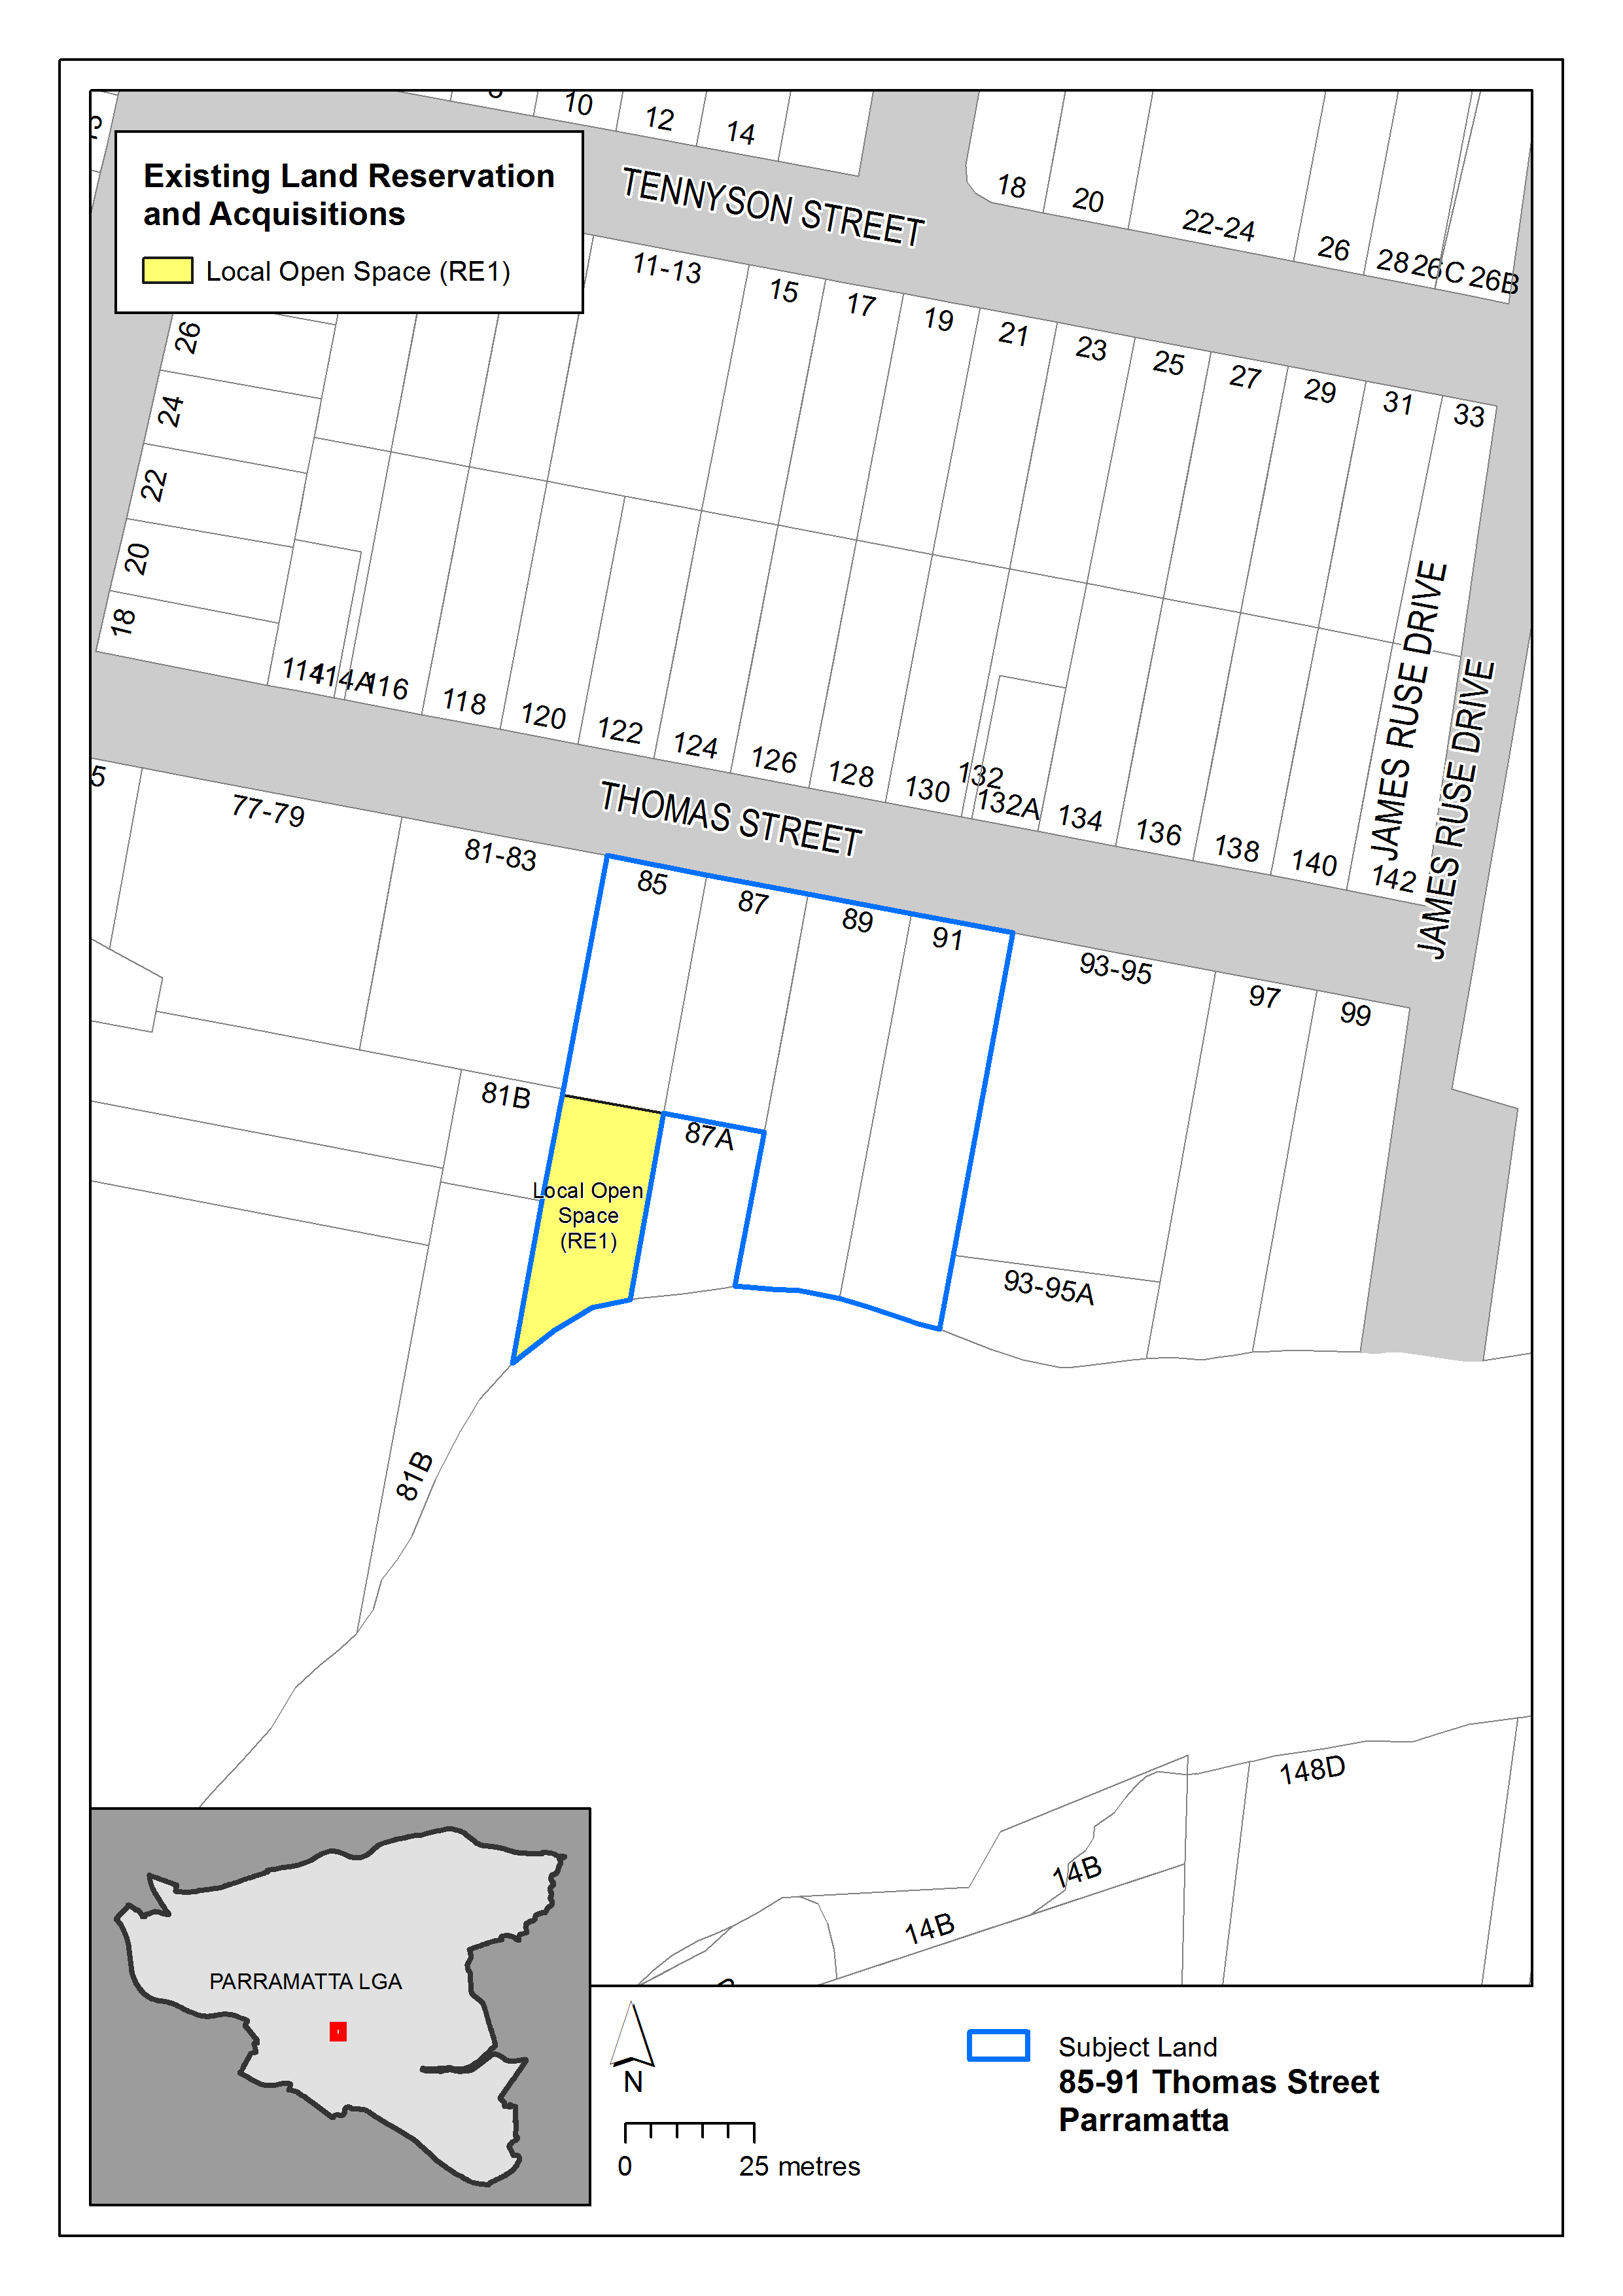 10
12
14
18
20
22-24
26
28
26C
26B
Existing Land Reservation
and Acquisitions
Local Open Space (RE1)
TENNYSON STREET
11-13
15
17
19
21
23
25
27
29
31
33
26
24
22
20
18
114
114A
116
118
120
122
124
126
128
130
132
132A
134
136
138
140
142
JAMES RUSE DRIVE
JAMES RUSE DRIVE
THOMAS STREET
5
77-79
81-83
85
87
89
91
93-95
97
99
81B
87A
Local Open
Space
(RE1)
93-95A
81B
148D
14B
14B
PARRAMATTA LGA
N
0
25 metres
Subject Land
85-91 Thomas Street
Parramatta